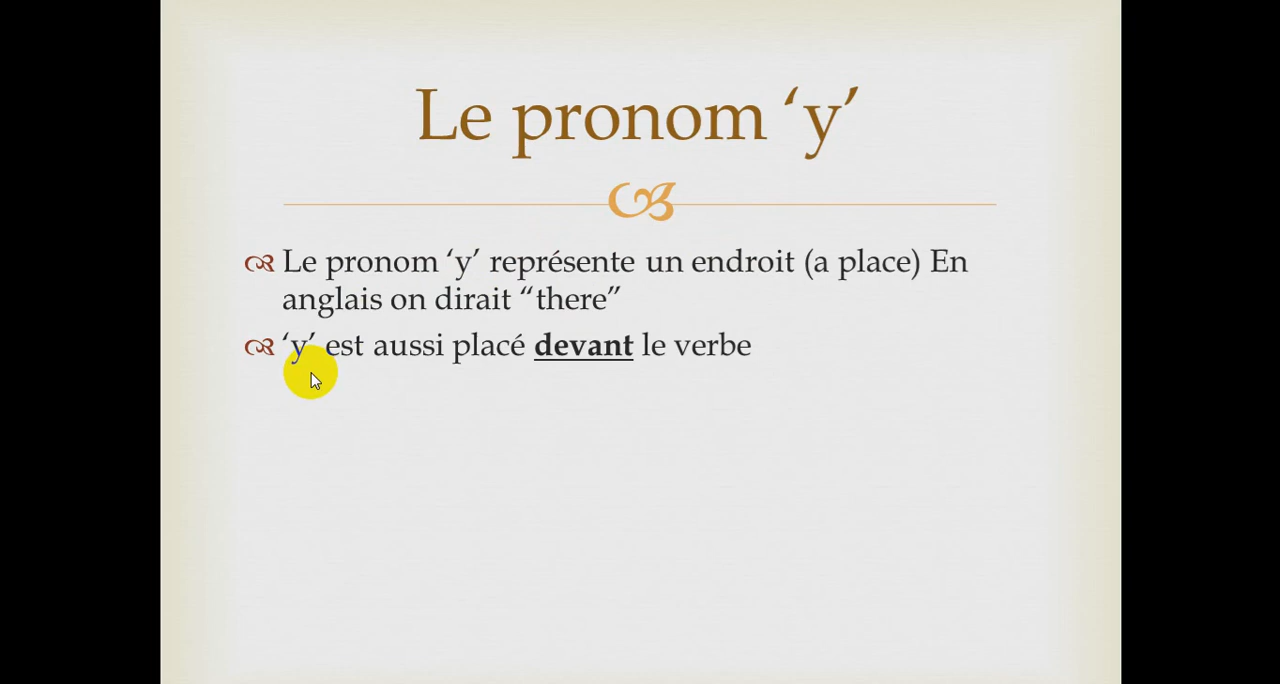 Le pronom ‘y’
Le pronom ‘y’ représente un endroit (a place) En
anglais on dirait “there”
‘y’ est aussi placé devant le verbe